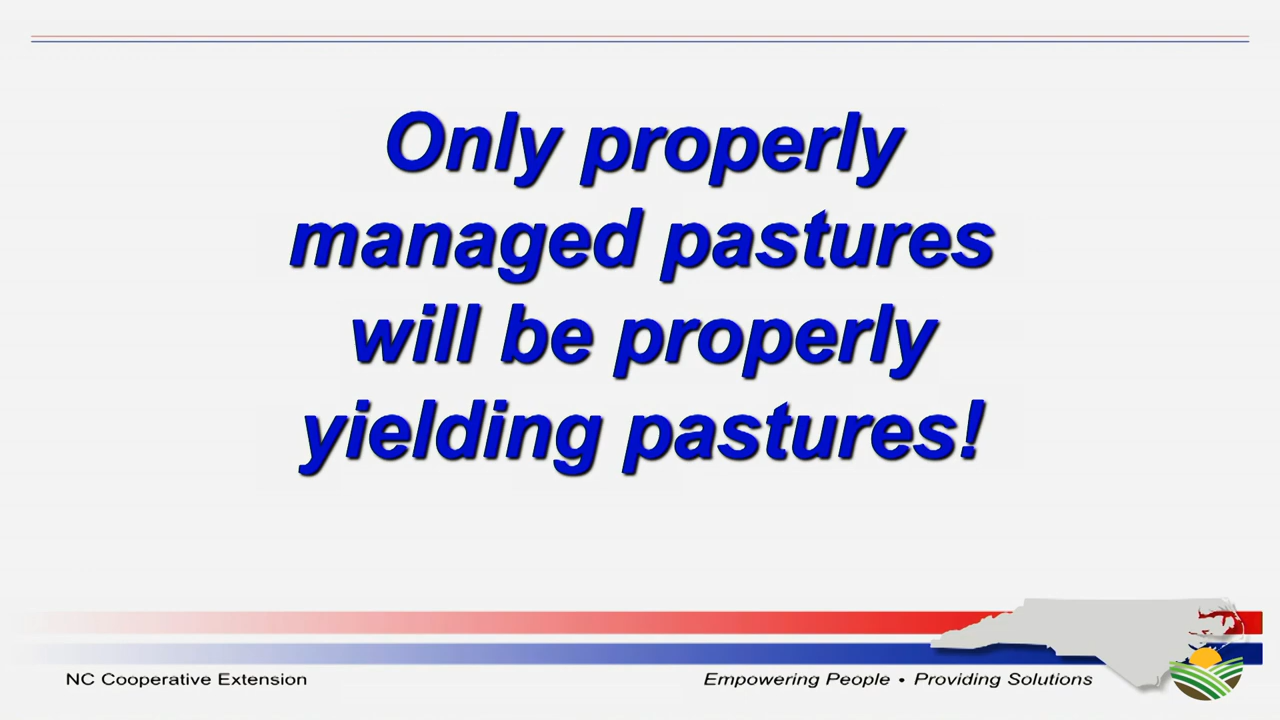 Only properly
managed pastures
will be properly
yielding pastures!
NC Cooperative Extension
Empowering People • Providing Solutions